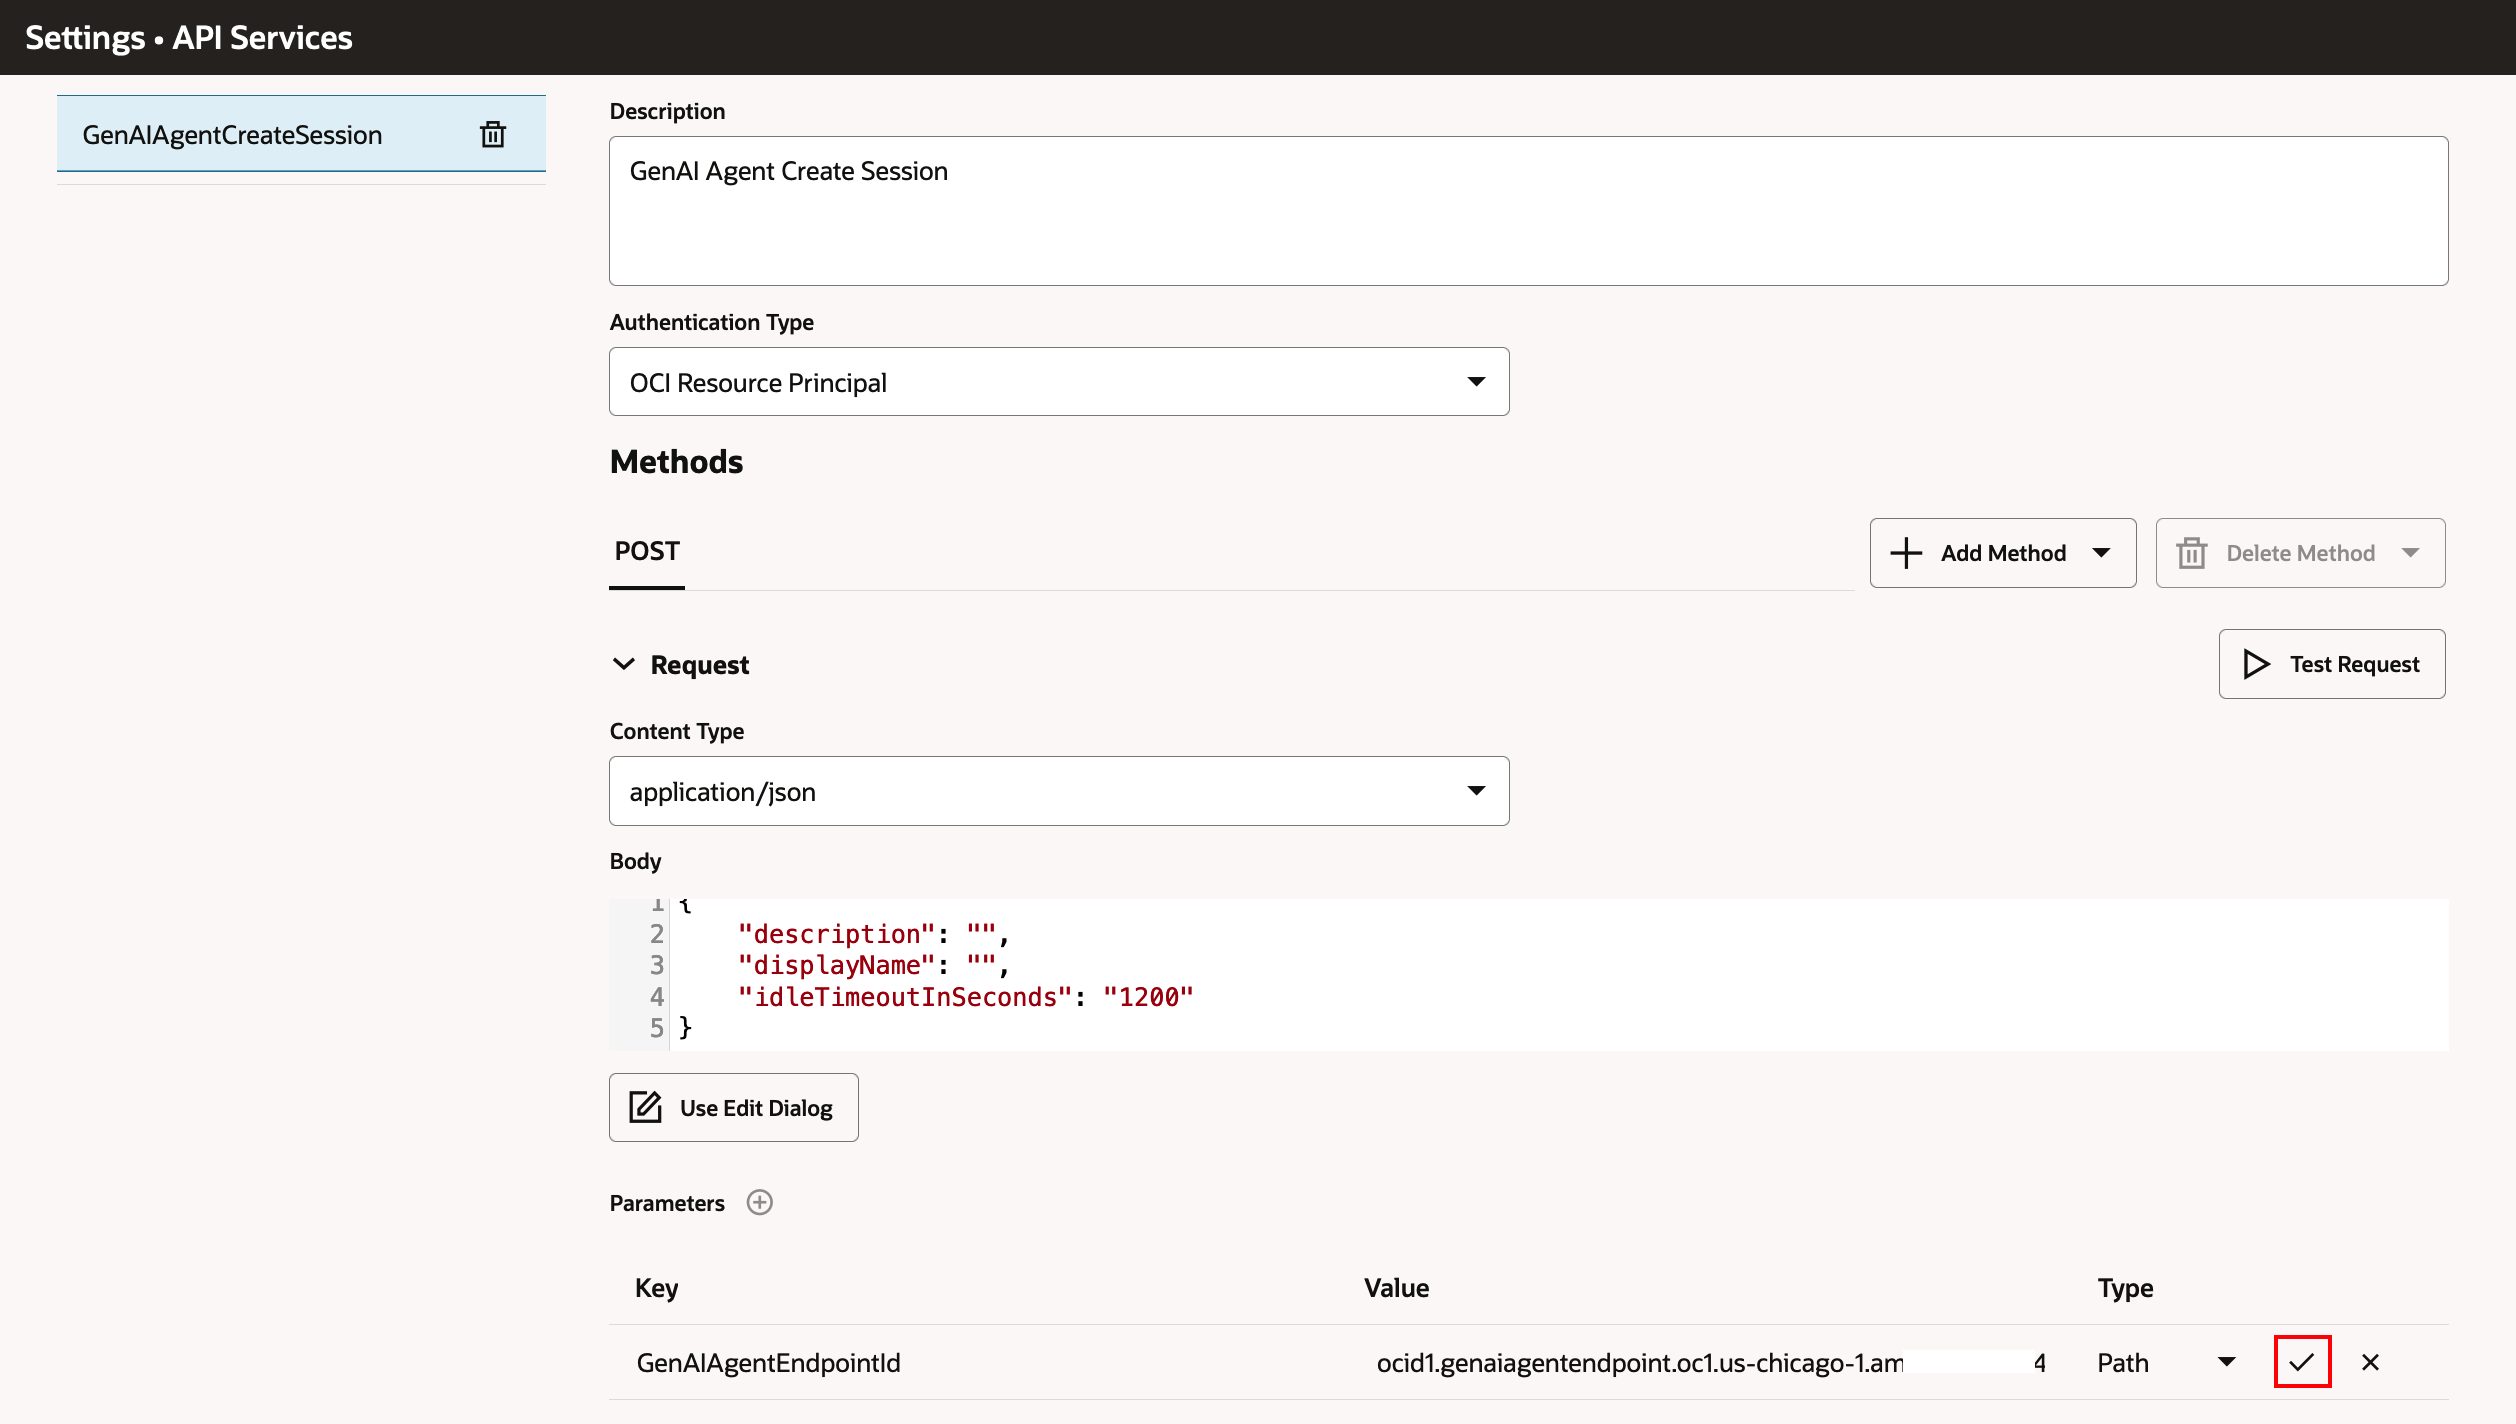 Settings • API Services
GenAIAgentCreateSession
Description
GenAI Agent Create Session
Authentication Type
OCI Resource Principal
Methods
POST
Add Method
Delete Method
Request
Test Request
Content Type
application/json
Body
1 {
2 "description": "",
3 "displayName": "",
4 "idleTimeoutInSeconds": "1200"
5 }
Use Edit Dialog
Parameters
Key Value Type
GenAIAgentEndpointId ocid1.genaiagentendpoint.oc1.us-chicago-1.am 4 Path